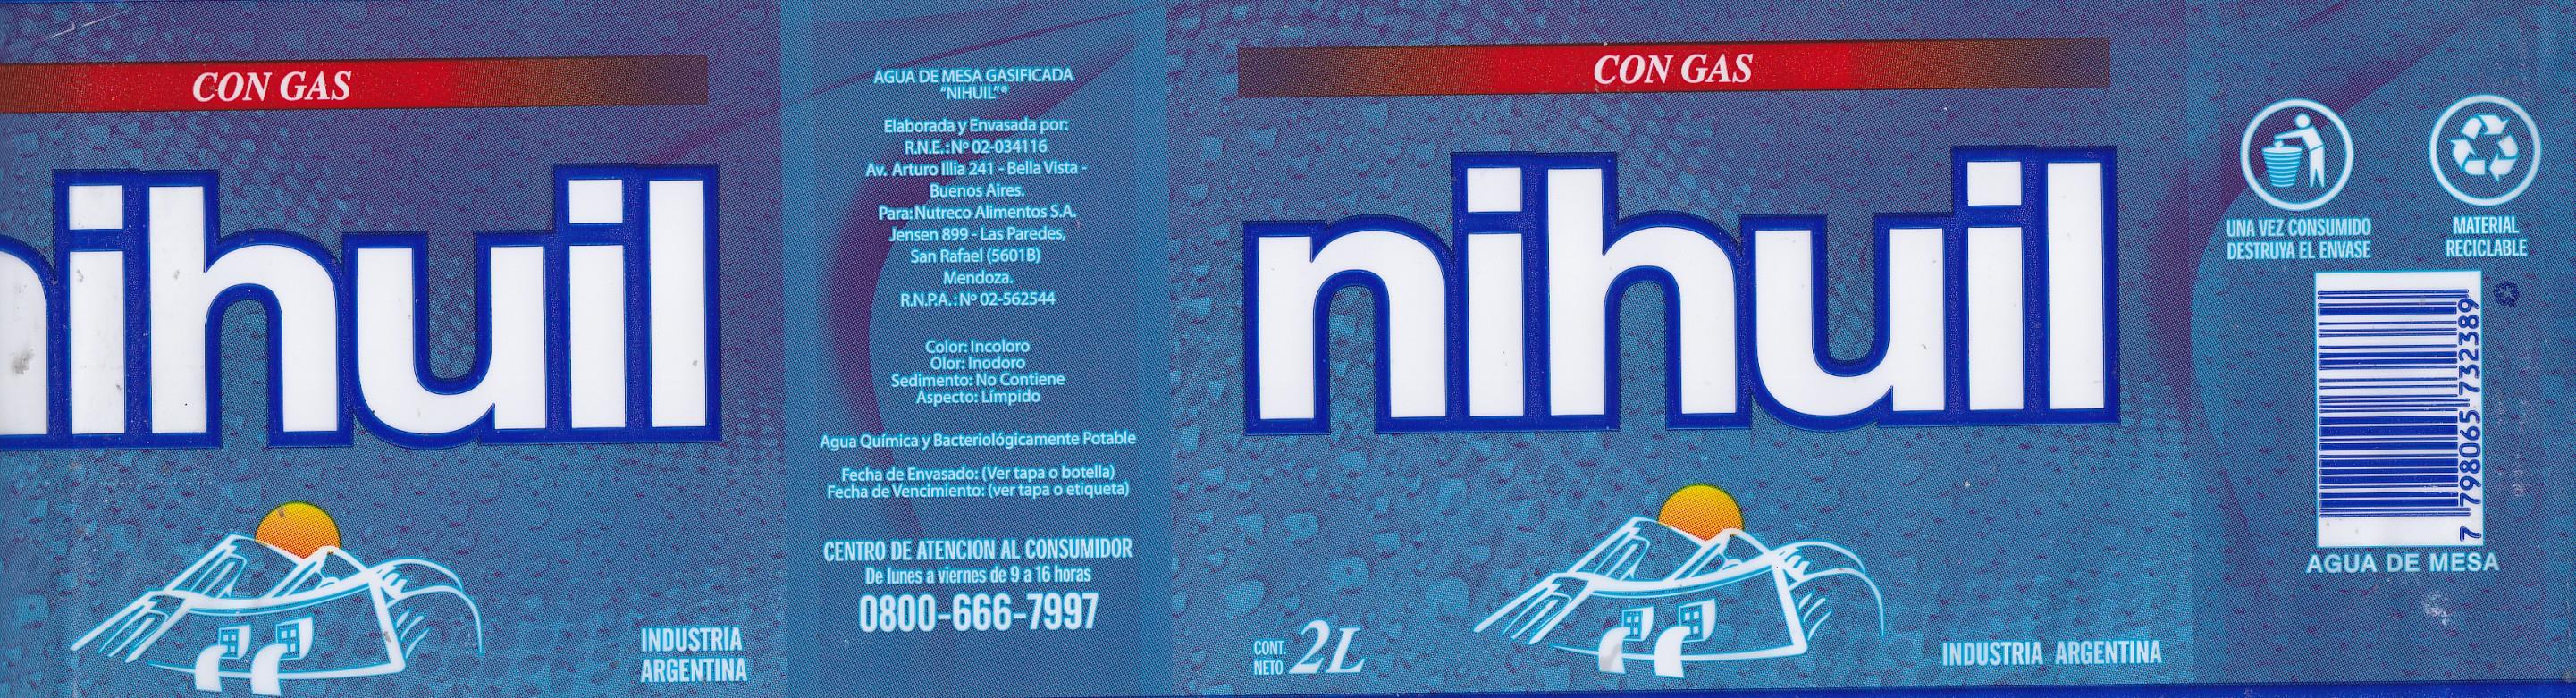 CON GAS
nihuil
INDUSTRIA
ARGENTINA
AGUA DE MESA GASIFICADA
"NIHUIL"®
Elaborada y Envasada por:
R.N.E.: Nº 02-034116
Av. Arturo Illia 241 - Bella Vista -
Buenos Aires.
Para: Nutreco Alimentos S.A.
Jensen 899 - Las Paredes,
San Rafael (5601B)
Mendoza.
R.N.P.A.: Nº 02-562544
Color: Incoloro
Olor: Inodoro
Sedimento: No Contiene
Aspecto: Límpido
Agua Química y Bacteriológicamente Potable
Fecha de Envasado: (Ver tapa o botella)
Fecha de Vencimiento: (ver tapa o etiqueta)
CENTRO DE ATENCION AL CONSUMIDOR
De lunes a viernes de 9 a 16 horas
0800-666-7997
CON GAS
nihuil
CONT.
NETO 2L
INDUSTRIA ARGENTINA
UNA VEZ CONSUMIDO
DESTRUYA EL ENVASE
MATERIAL
RECICLABLE
7 798065 732389
AGUA DE MESA